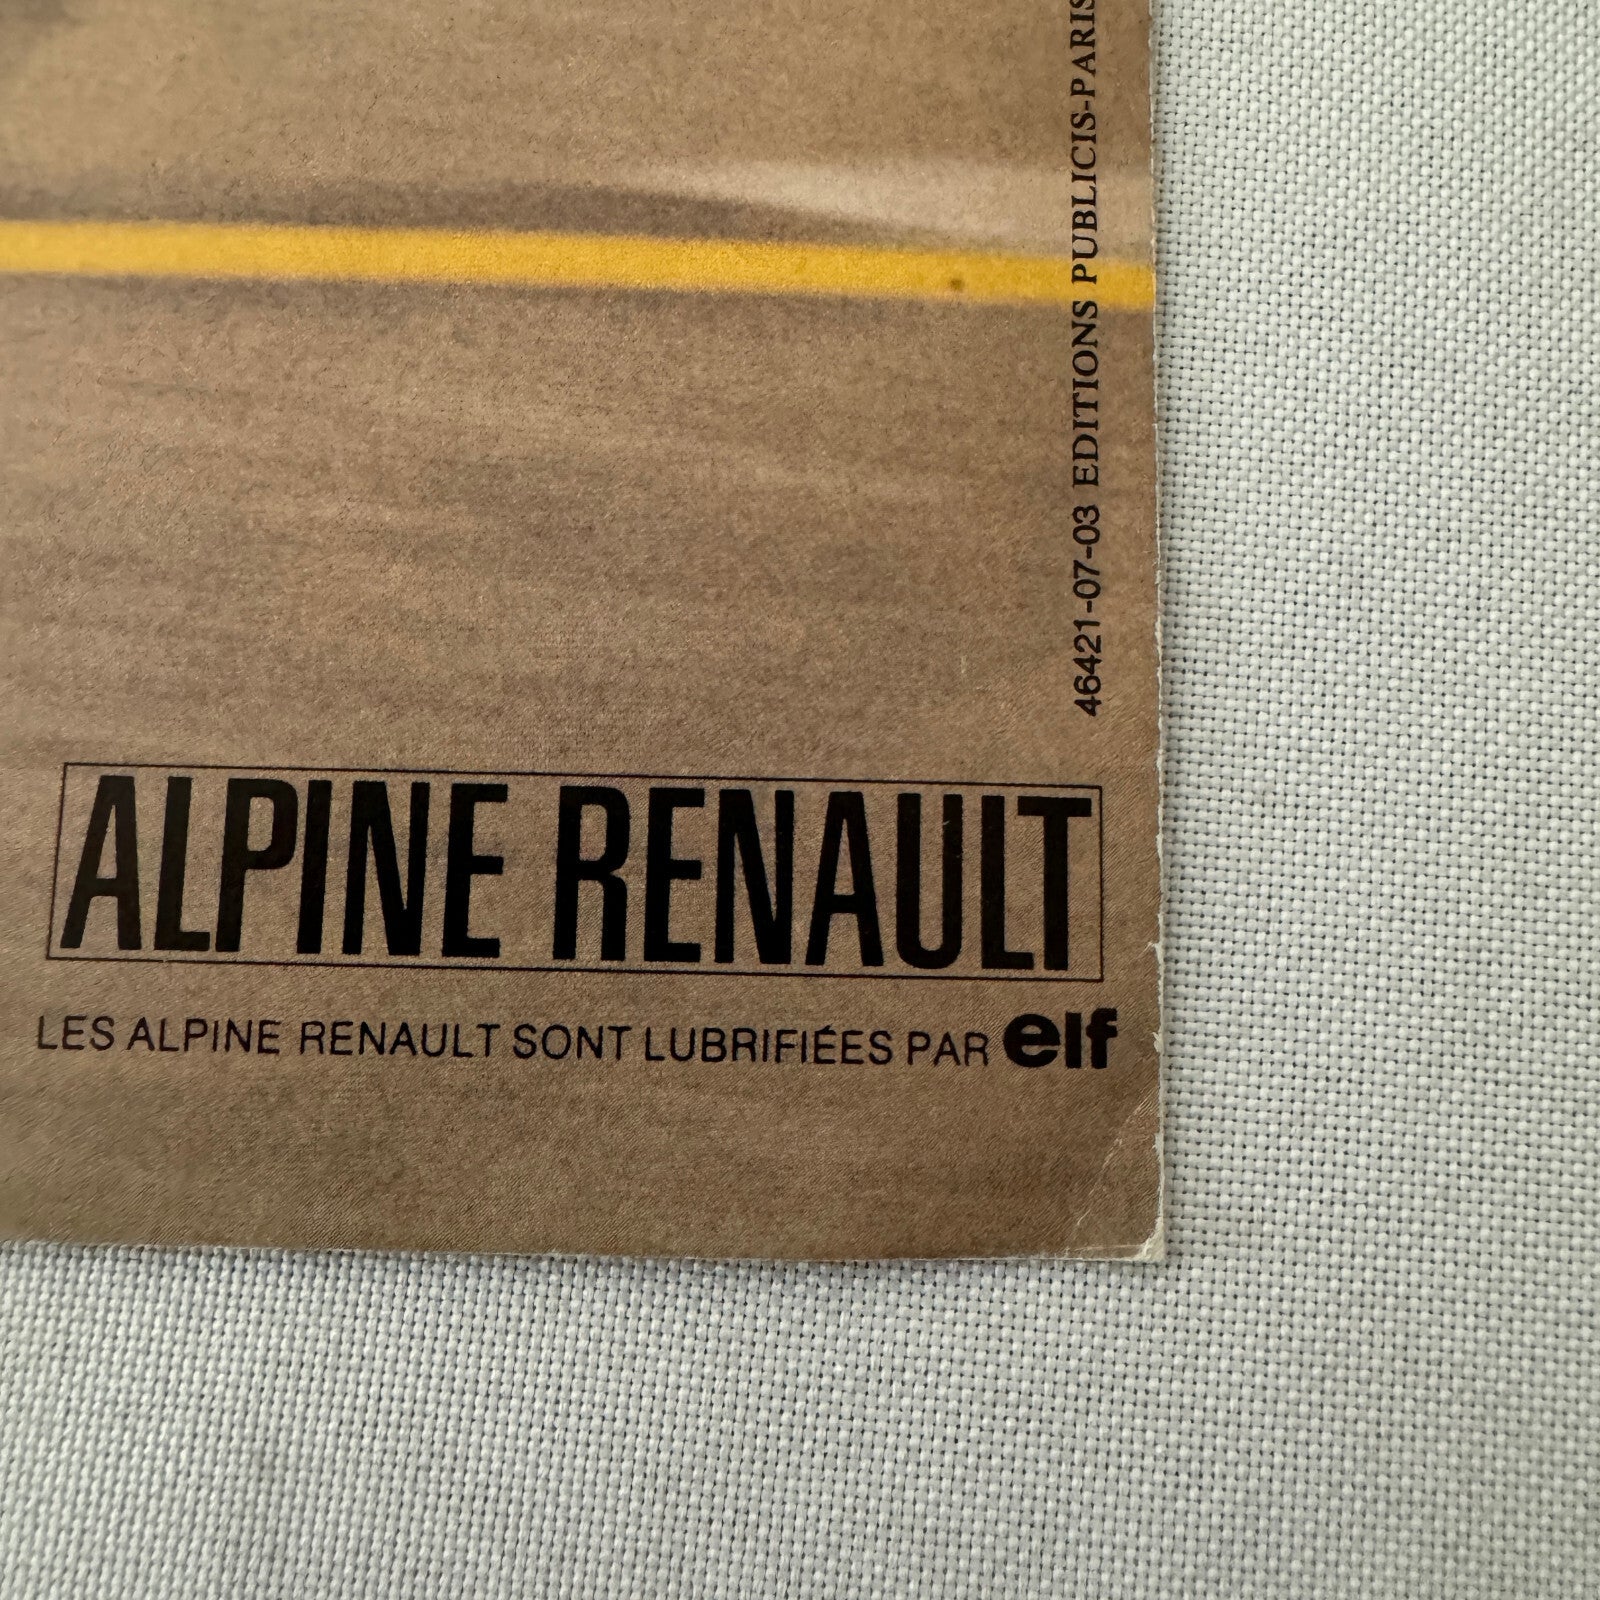 46421-07-03 EDITIONS PUBLICIS-PARIS
ALPINE RENAULT
LES ALPINE RENAULT SONT LUBRIFIÉES PAR elf